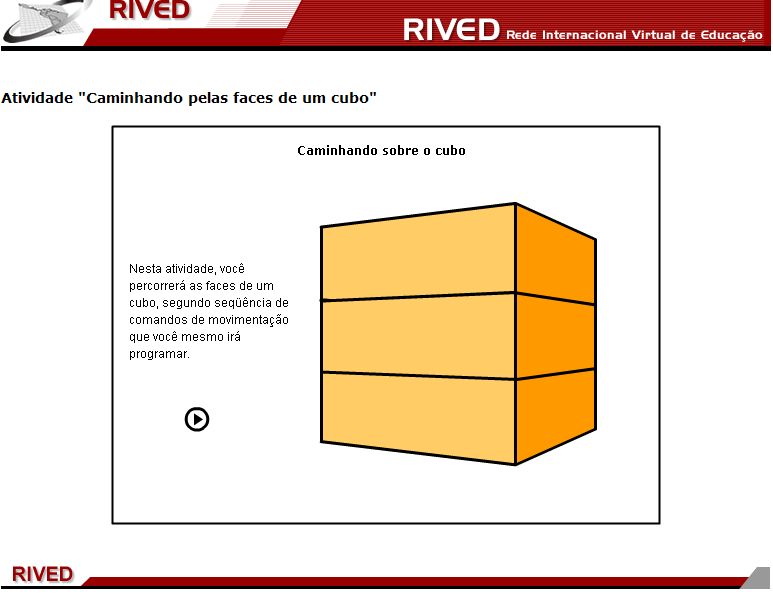 RIVED
RIVED Rede Internacional Virtual de Educação
Atividade "Caminhando pelas faces de um cubo"
Caminhando sobre o cubo
Nesta atividade, você
percorrerá as faces de um
cubo, segundo seqüência de
comandos de movimentação
que você mesmo irá
programar.
RIVED